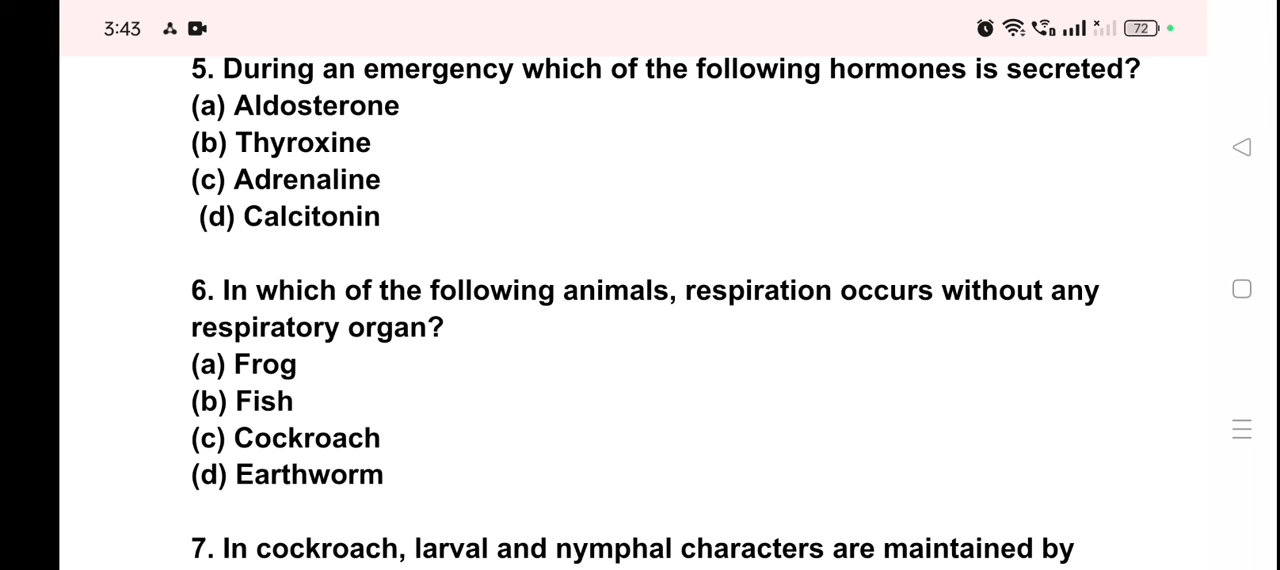 3:43
72
5. During an emergency which of the following hormones is secreted?
(a) Aldosterone
(b) Thyroxine
(c) Adrenaline
(d) Calcitonin
6. In which of the following animals, respiration occurs without any
respiratory organ?
(a) Frog
(b) Fish
(c) Cockroach
(d) Earthworm
7. In cockroach, larval and nymphal characters are maintained by